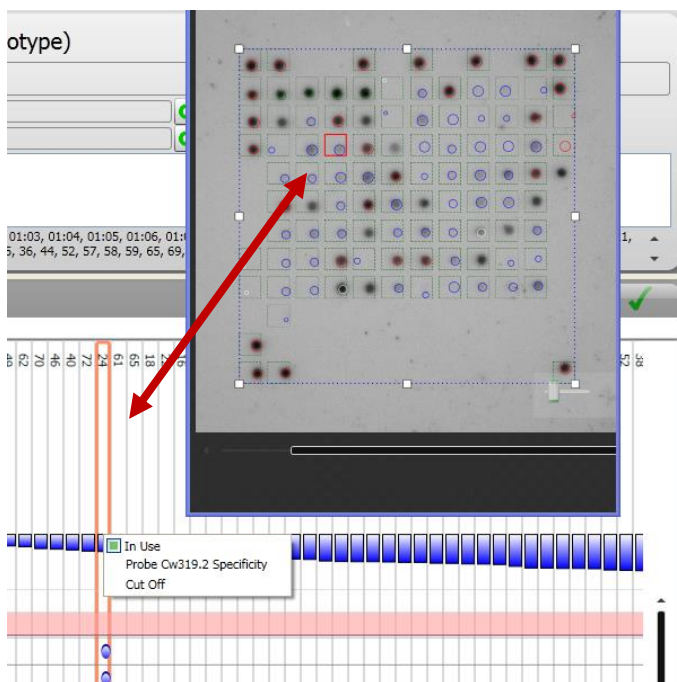 otype)
01:03, 01:04, 01:05, 01:06, 01:
5, 36, 44, 52, 57, 58, 59, 65, 69,
1,
62 70 46 40 72 24 61 65 18
16
52 38
In Use
Probe Cw319.2 Specificity
Cut Off